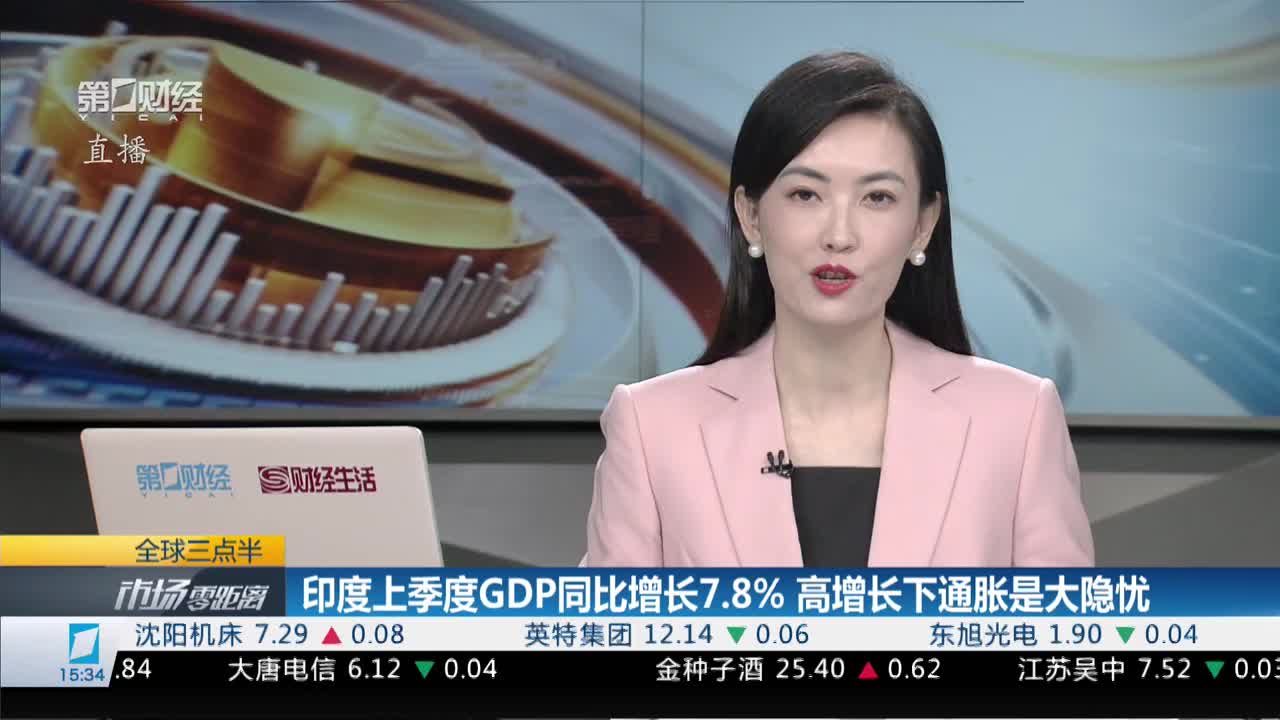 第一财经
YICAI
直播
第一财经
YICAI
财经生活
全球三点半
市场零距离
印度上季度GDP同比增长7.8% 高增长下通胀是大隐忧
沈阳机床 7.29 ▲ 0.08 英特集团 12.14 ▼ 0.06 东旭光电 1.90 ▼ 0.04
15:34
.84 大唐电信 6.12 ▼ 0.04 金种子酒 25.40 ▲ 0.62 江苏吴中 7.52 ▼ 0.03